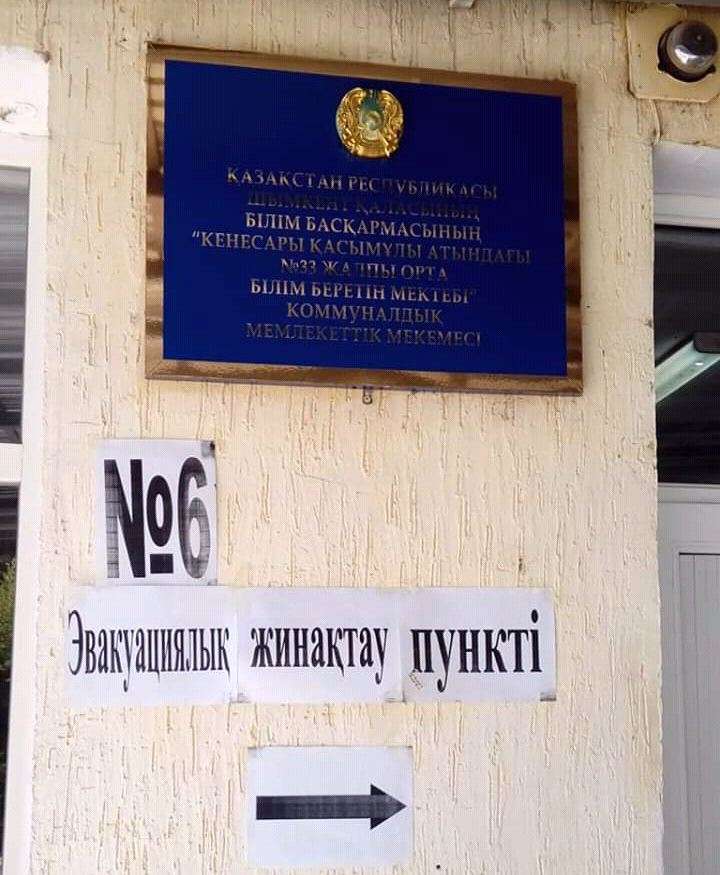 ҚАЗАҚСТАН РЕСПУБЛИКАСЫ
ШЫМКЕНТ ҚАЛАСЫНЫҢ
БІЛІМ БАСҚАРМАСЫНЫҢ
"КЕНЕСАРЫ ҚАСЫМҰЛЫ АТЫНДАҒЫ
№33 ЖАЛПЫ ОРТА
БІЛІМ БЕРЕТІН МЕКТЕБІ"
КОММУНАЛДЫҚ
МЕМЛЕКЕТТІК МЕКЕМЕСІ
№6
Эвакуациялық жинақтау пункті